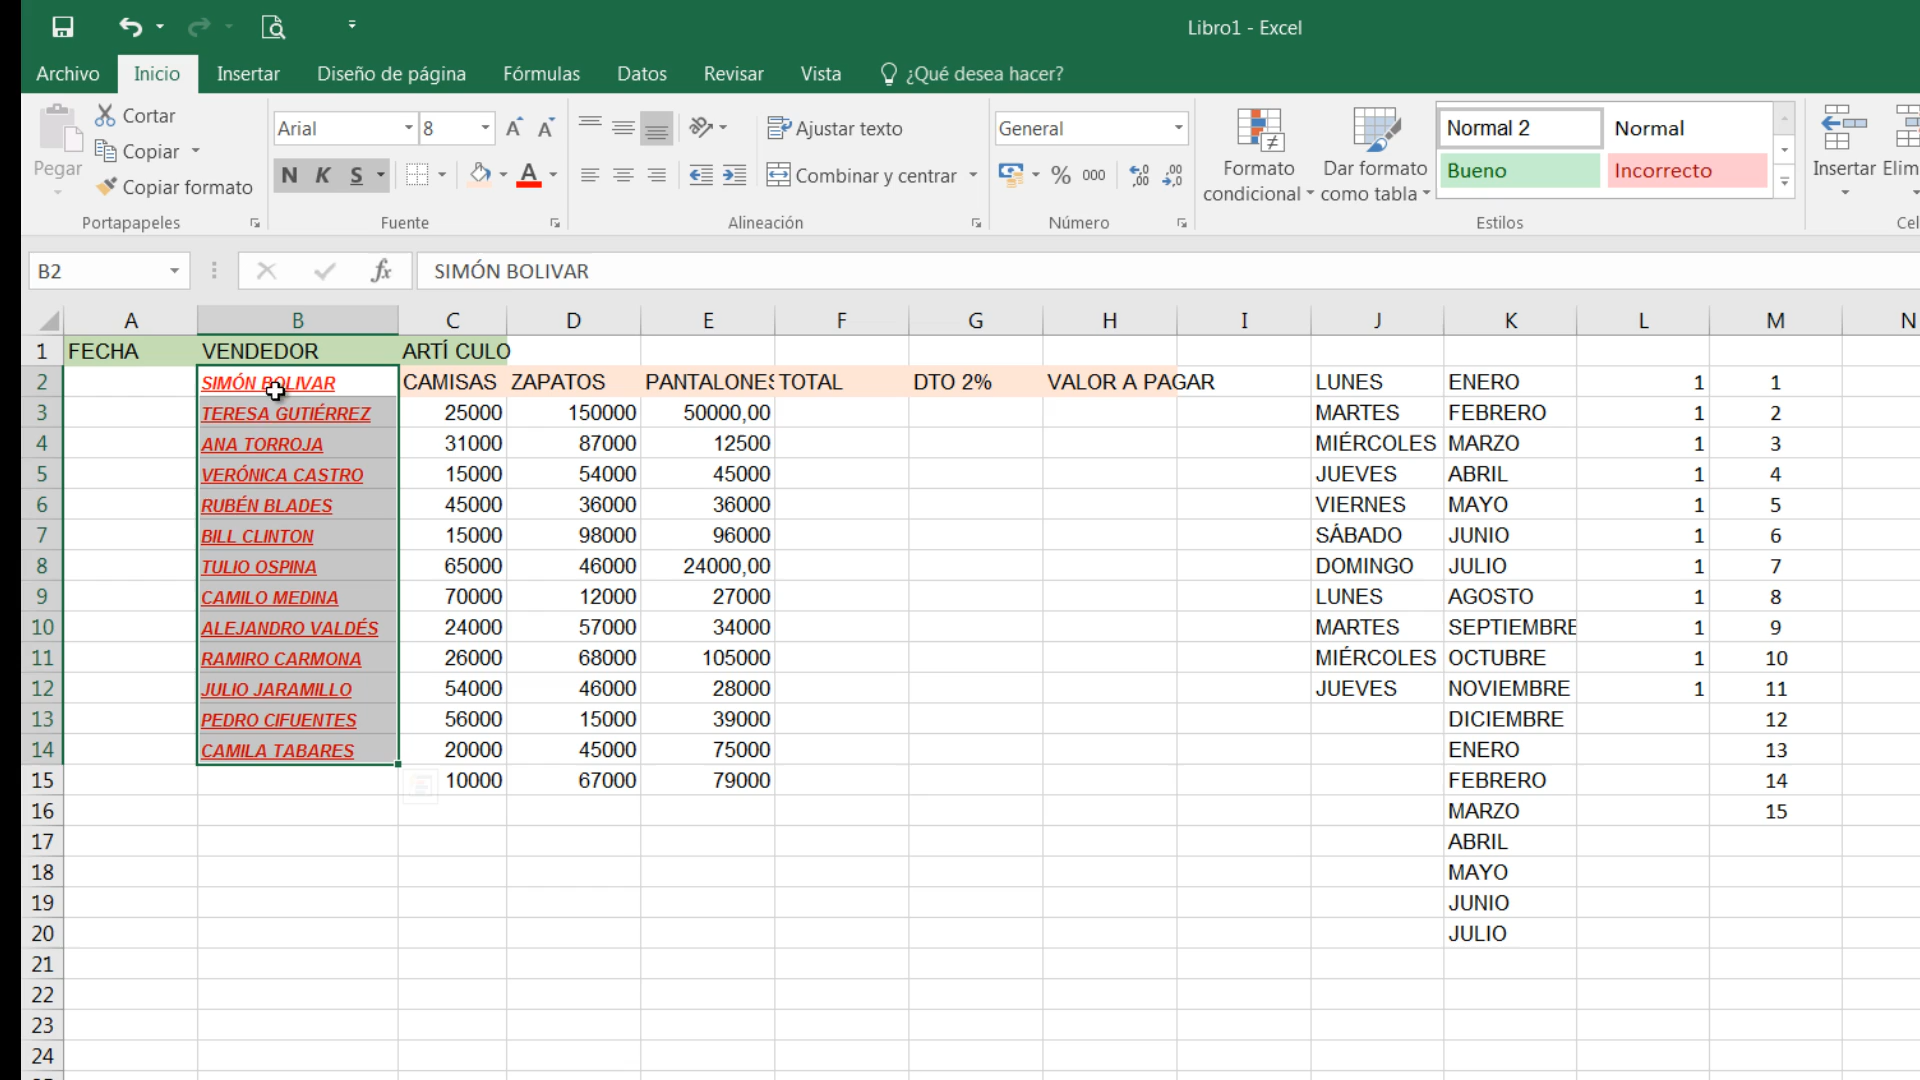 Libro1 - Excel
Archivo Inicio Insertar Diseño de página Fórmulas Datos Revisar Vista ¿Qué desea hacer?
Pegar Cortar Copiar Copiar formato Portapapeles
Arial 8 N K S A Fuente
Ajustar texto Combinar y centrar Alineación
General % 000 Número
Formato condicional Dar formato como tabla
Normal 2 Normal Bueno Incorrecto Estilos
Insertar Elim Cel
B2 fx SIMÓN BOLIVAR
A B C D E F G H I J K L M N
1 FECHA VENDEDOR ARTÍ CULO
2 SIMÓN BOLIVAR CAMISAS ZAPATOS PANTALONES TOTAL DTO 2% VALOR A PAGAR LUNES ENERO 1 1
3 TERESA GUTIÉRREZ 25000 150000 50000,00 MARTES FEBRERO 1 2
4 ANA TORROJA 31000 87000 12500 MIÉRCOLES MARZO 1 3
5 VERÓNICA CASTRO 15000 54000 45000 JUEVES ABRIL 1 4
6 RUBÉN BLADES 45000 36000 36000 VIERNES MAYO 1 5
7 BILL CLINTON 15000 98000 96000 SÁBADO JUNIO 1 6
8 TULIO OSPINA 65000 46000 24000,00 DOMINGO JULIO 1 7
9 CAMILO MEDINA 70000 12000 27000 LUNES AGOSTO 1 8
10 ALEJANDRO VALDÉS 24000 57000 34000 MARTES SEPTIEMBRE 1 9
11 RAMIRO CARMONA 26000 68000 105000 MIÉRCOLES OCTUBRE 1 10
12 JULIO JARAMILLO 54000 46000 28000 JUEVES NOVIEMBRE 1 11
13 PEDRO CIFUENTES 56000 15000 39000 DICIEMBRE 12
14 CAMILA TABARES 20000 45000 75000 ENERO 13
15 10000 67000 79000 FEBRERO 14
16 MARZO 15
17 ABRIL
18 MAYO
19 JUNIO
20 JULIO
21
22
23
24